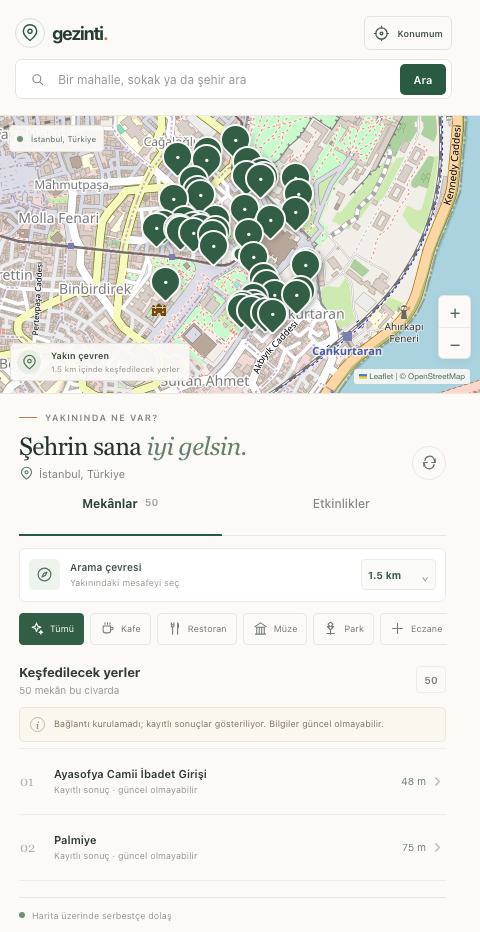 gezinti.
Konumum
Bir mahalle, sokak ya da şehir ara
Ara
İstanbul, Türkiye
Cağaloğlu
Mahmutpaşa
Molla Fenari
Binbirdirek
Pertevpaşa Caddesi
Kennedy Caddesi
Akbıyık Caddesi
Cankurtaran
Cankurtaran
Ahırkapı
Feneri
Sultan Ahmet
+
−
Yakın çevren
1.5 km içinde keşfedilecek yerler
Leaflet | © OpenStreetMap
YAKININDA NE VAR?
Şehrin sana iyi gelsin.
İstanbul, Türkiye
Mekânlar 50
Etkinlikler
Arama çevresi
Yakınındaki mesafeyi seç
1.5 km
Tümü
Kafe
Restoran
Müze
Park
Eczane
Keşfedilecek yerler
50 mekân bu civarda
50
Bağlantı kurulamadı; kayıtlı sonuçlar gösteriliyor. Bilgiler güncel olmayabilir.
01
Ayasofya Camii İbadet Girişi
Kayıtlı sonuç · güncel olmayabilir
48 m
02
Palmiye
Kayıtlı sonuç · güncel olmayabilir
75 m
Harita üzerinde serbestçe dolaş